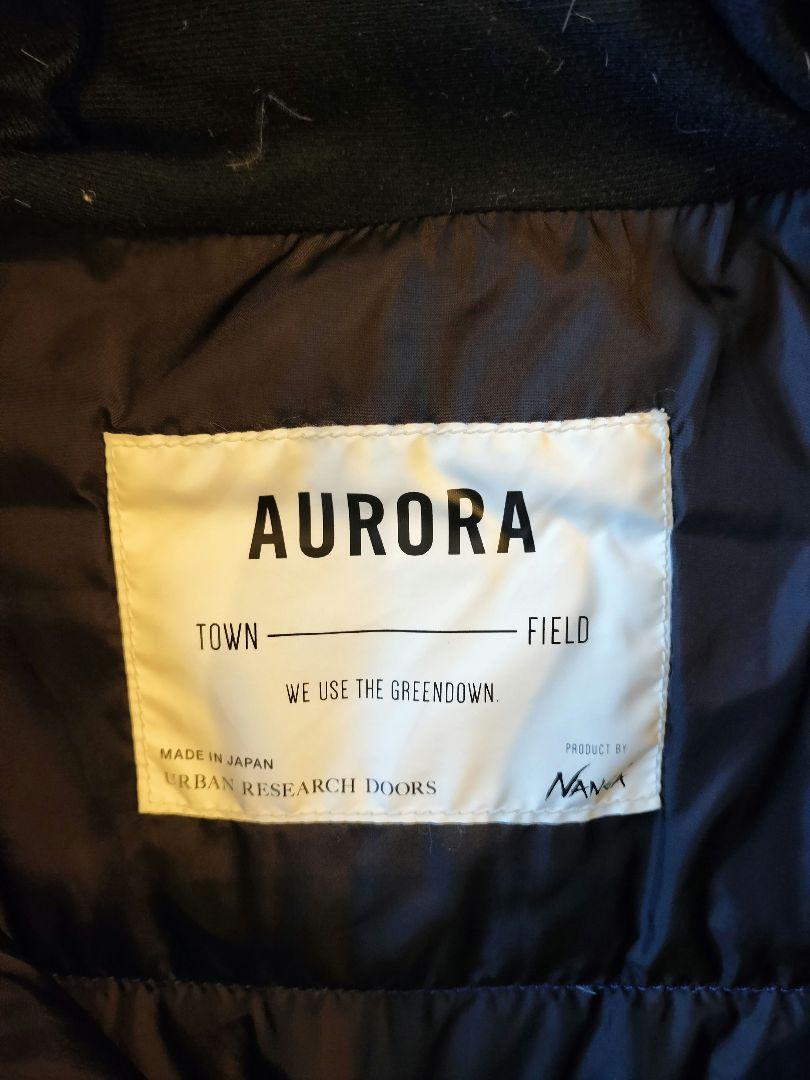 AURORA
TOWN FIELD
WE USE THE GREENDOWN.
MADE IN JAPAN
URBAN RESEARCH DOORS
PRODUCT BY
NANGA